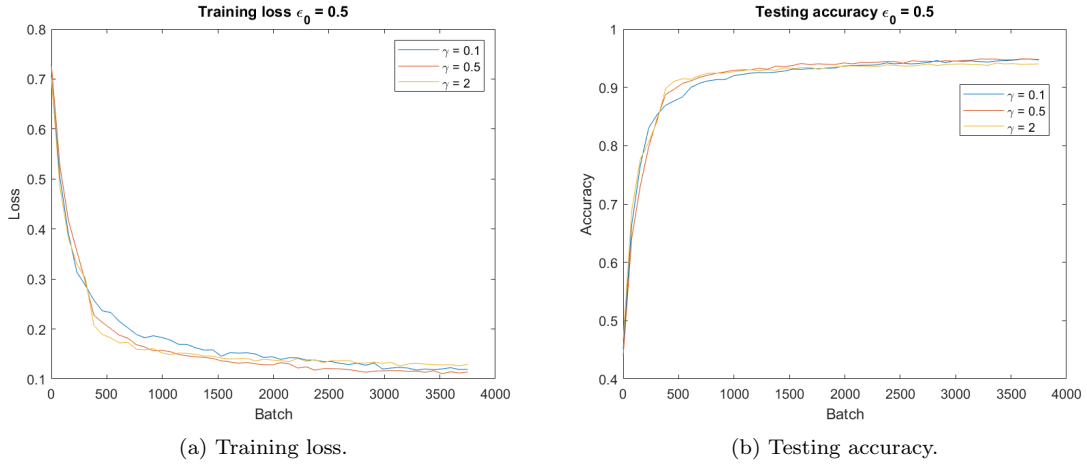 Training loss ϵ₀ = 0.5
0.8
0.7
0.6
0.5
0.4
0.3
0.2
0.1
Loss
0
500
1000
1500
2000
2500
3000
3500
4000
Batch
γ = 0.1
γ = 0.5
γ = 2
(a) Training loss.
Testing accuracy ϵ₀ = 0.5
1
0.9
0.8
0.7
0.6
0.5
0.4
Accuracy
0
500
1000
1500
2000
2500
3000
3500
4000
Batch
γ = 0.1
γ = 0.5
γ = 2
(b) Testing accuracy.